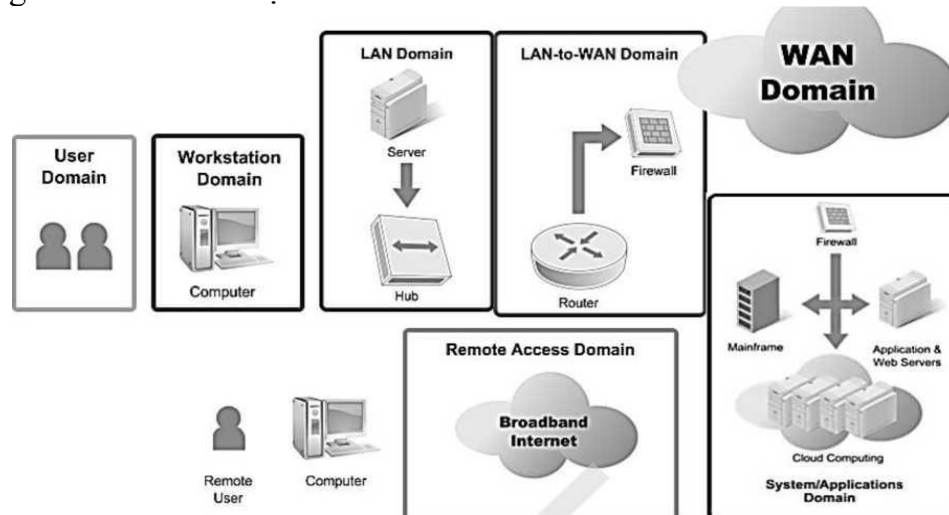 LAN Domain
Server
Hub
LAN-to-WAN Domain
Firewall
Router
WAN
Domain
User
Domain
Workstation
Domain
Computer
Firewall
Mainframe
Application &
Web Servers
Cloud Computing
System/Applications
Domain
Remote Access Domain
Broadband
Internet
Remote
User
Computer